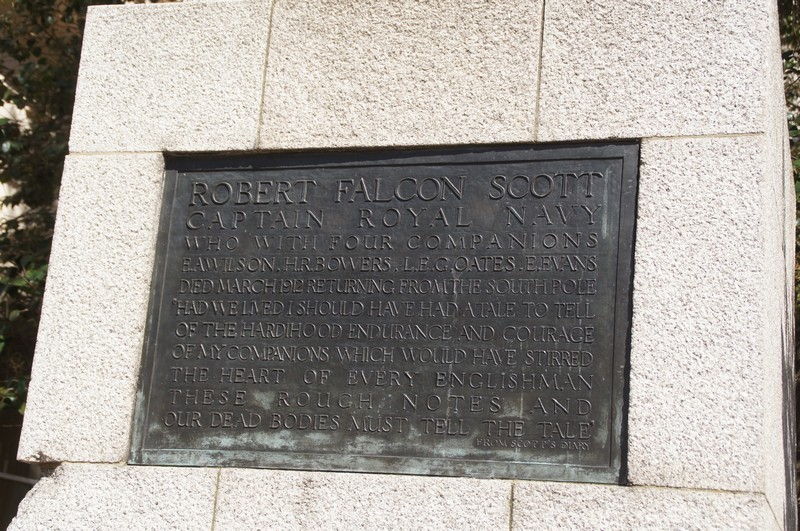 ROBERT FALCON SCOTT
CAPTAIN ROYAL NAVY
WHO WITH FOUR COMPANIONS
E.A.WILSON, H.R.BOWERS, L.E.G.OATES, E.EVANS
DIED MARCH 1912 RETURNING FROM THE SOUTH POLE
"HAD WE LIVED I SHOULD HAVE HAD A TALE TO TELL
OF THE HARDIHOOD ENDURANCE AND COURAGE
OF MY COMPANIONS WHICH WOULD HAVE STIRRED
THE HEART OF EVERY ENGLISHMAN
THESE ROUGH NOTES AND
OUR DEAD BODIES MUST TELL THE TALE"
FROM SCOTT'S DIARY